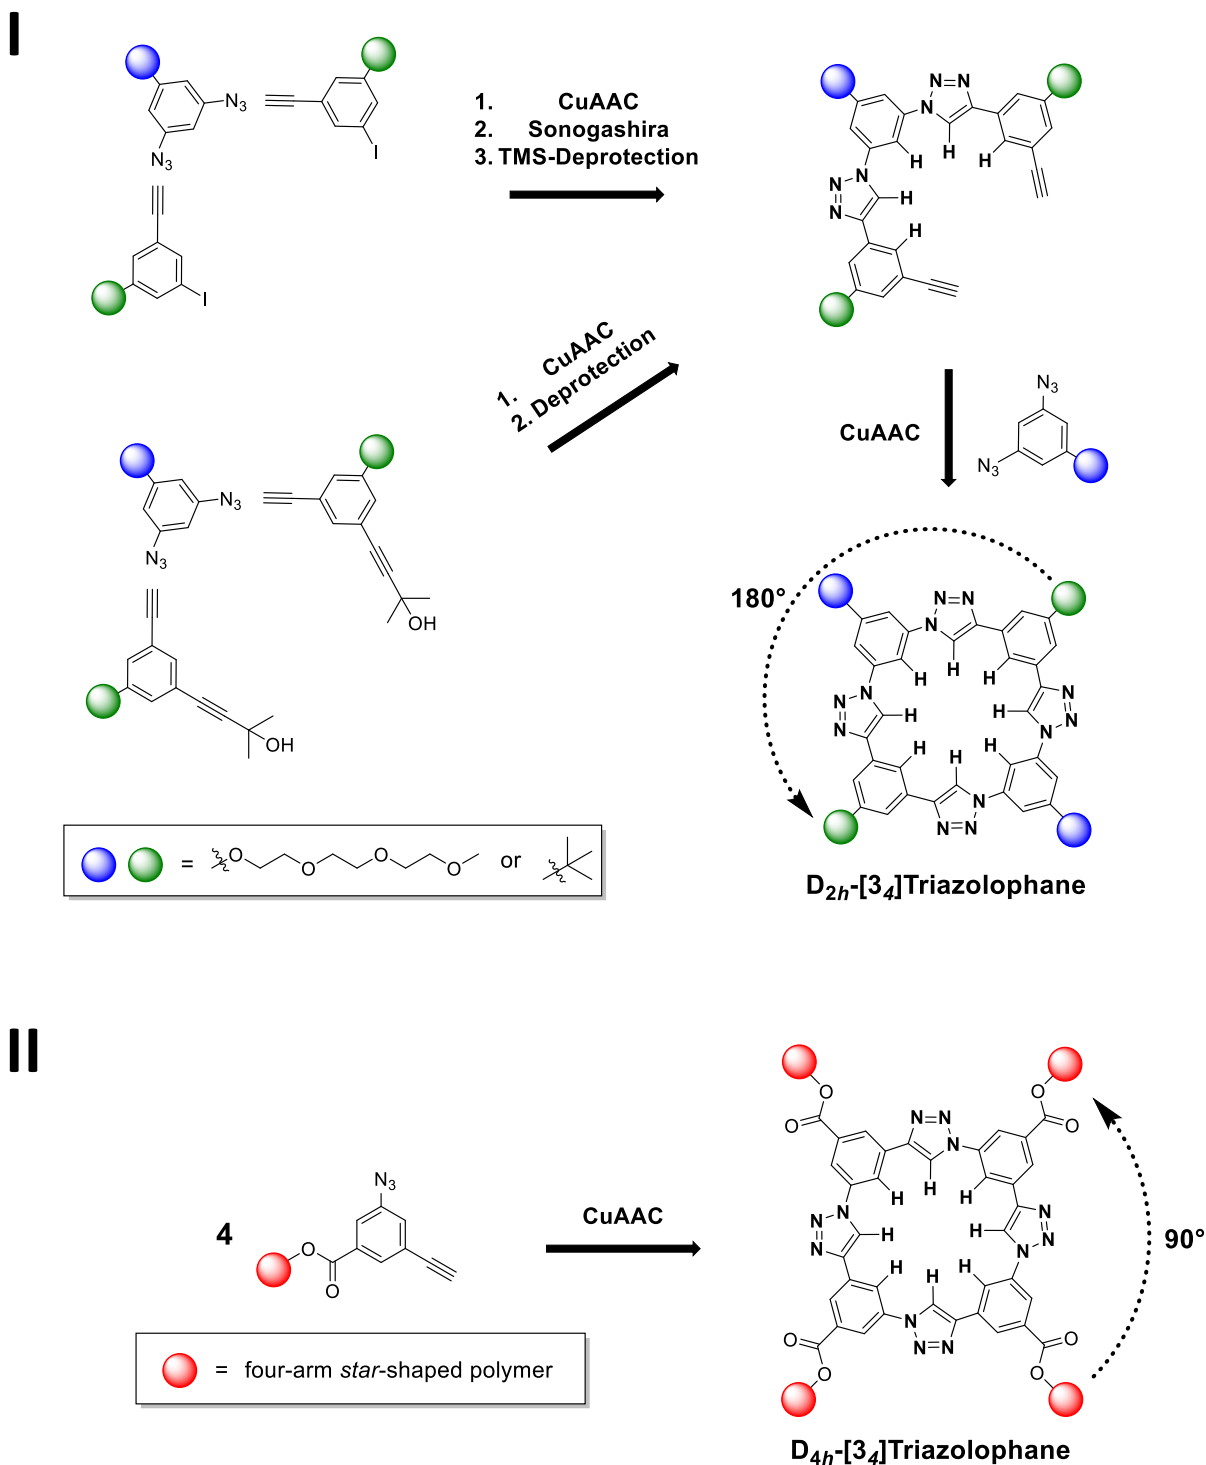 I
N₃
N₃
I
I
1. CuAAC
2. Sonogashira
3. TMS-Deprotection
N=N
N
H
H
H
N
N
N
H
H
1. CuAAC
2. Deprotection
N₃
N₃
OH
OH
CuAAC
N₃
N₃
180°
N=N
N
H
H
H
N
N
N
H
H
N
N
N
H
H
H
N
N=N
= O O O O or
D₂ₕ-[3₄]Triazolophane
II
4
N₃
O
O
CuAAC
O
O
O
O
N=N
N
H
H
H
N
N
N
H
H
N
N
N
H
H
H
N
N=N
O
O
O
O
90°
= four-arm star-shaped polymer
D₄ₕ-[3₄]Triazolophane